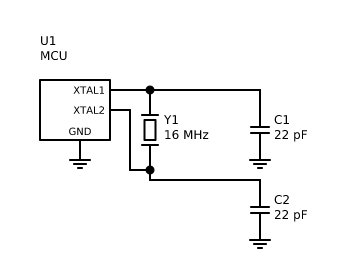 U1
MCU
XTAL1
XTAL2
GND
Y1
16 MHz
C1
22 pF
C2
22 pF